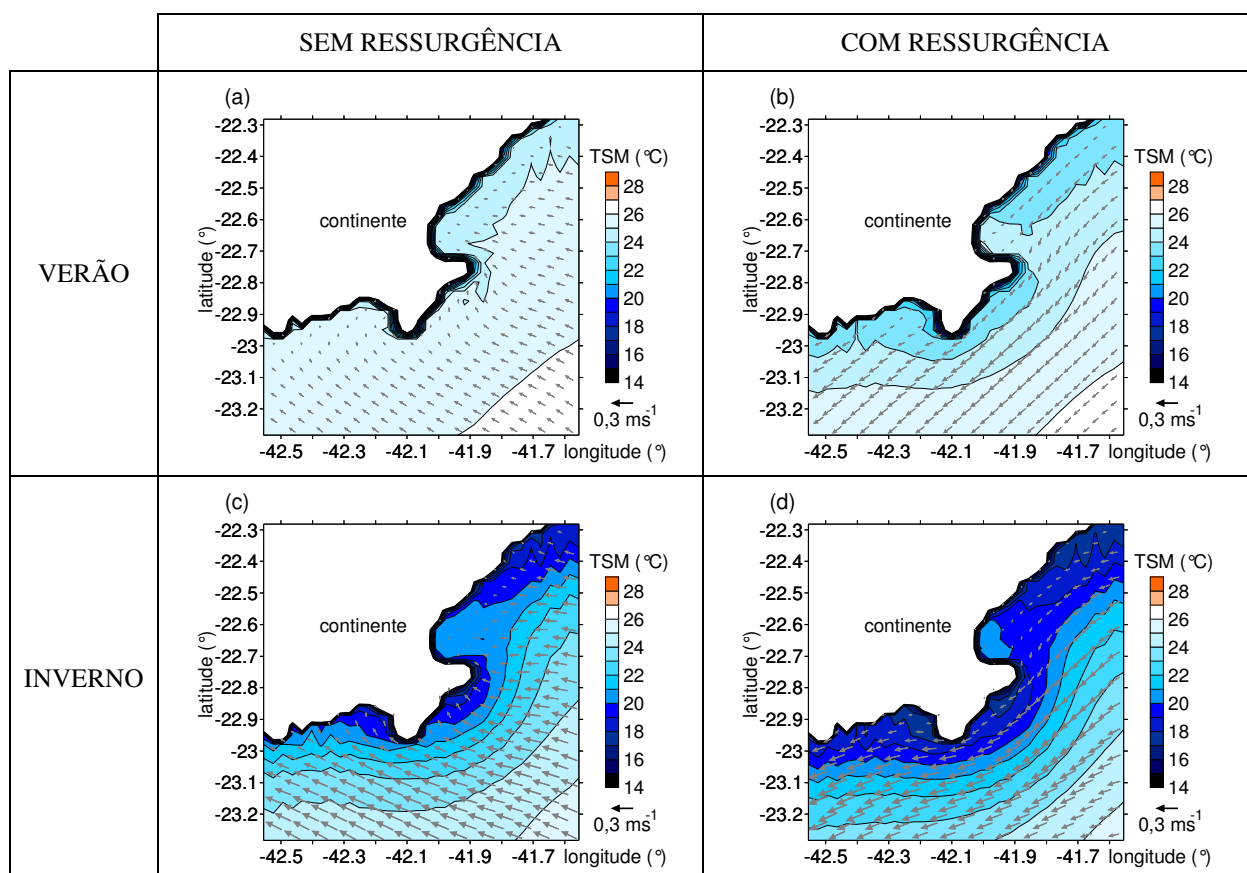 SEM RESSURGÊNCIA
COM RESSURGÊNCIA
VERÃO
(a)
-22.3
-22.4
-22.5
-22.6
-22.7
-22.8
-22.9
-23
-23.1
-23.2
latitude (°)
continente
TSM (°C)
28
26
24
22
20
18
16
14
0,3 ms-1
-42.5 -42.3 -42.1 -41.9 -41.7 longitude (°)
(b)
-22.3
-22.4
-22.5
-22.6
-22.7
-22.8
-22.9
-23
-23.1
-23.2
latitude (°)
continente
TSM (°C)
28
26
24
22
20
18
16
14
0,3 ms-1
-42.5 -42.3 -42.1 -41.9 -41.7 longitude (°)
INVERNO
(c)
-22.3
-22.4
-22.5
-22.6
-22.7
-22.8
-22.9
-23
-23.1
-23.2
latitude (°)
continente
TSM (°C)
28
26
24
22
20
18
16
14
0,3 ms-1
-42.5 -42.3 -42.1 -41.9 -41.7 longitude (°)
(d)
-22.3
-22.4
-22.5
-22.6
-22.7
-22.8
-22.9
-23
-23.1
-23.2
latitude (°)
continente
TSM (°C)
28
26
24
22
20
18
16
14
0,3 ms-1
-42.5 -42.3 -42.1 -41.9 -41.7 longitude (°)